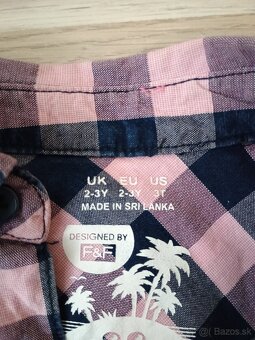 UK EU US
2-3Y 2-3Y 3T
MADE IN SRI LANKA
DESIGNED BY
F&F
@ Bazos.sk